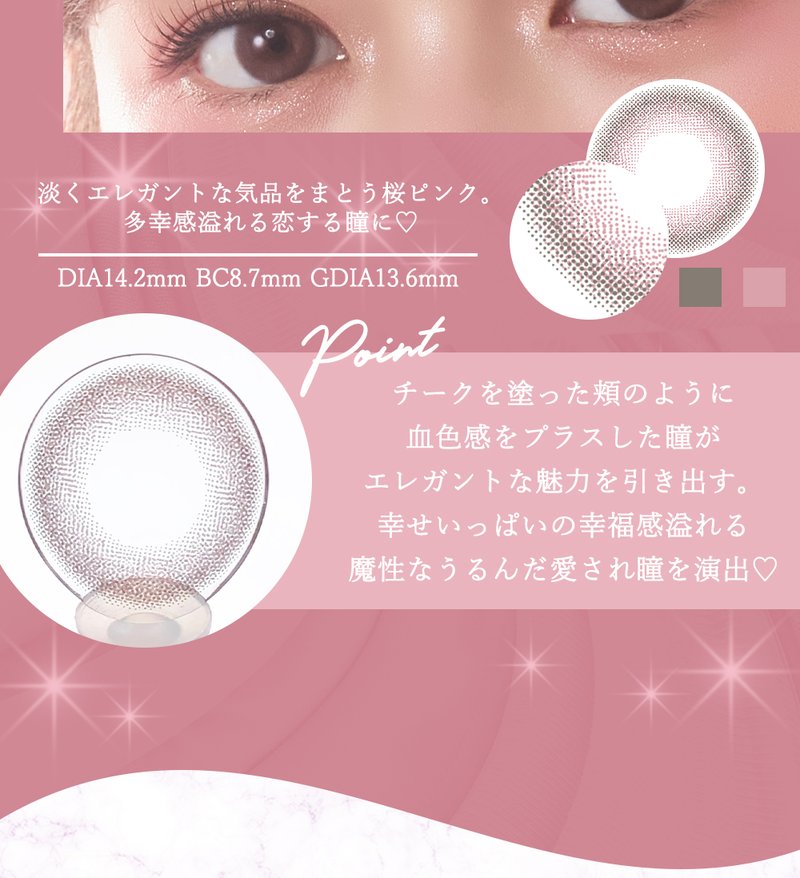 淡くエレガントな気品をまとう桜ピンク。
多幸感溢れる恋する瞳に♡
DIA14.2mm BC8.7mm GDIA13.6mm
Point
チークを塗った頬のように
血色感をプラスした瞳が
エレガントな魅力を引き出す。
幸せいっぱいの幸福感溢れる
魔性なうるんだ愛され瞳を演出♡